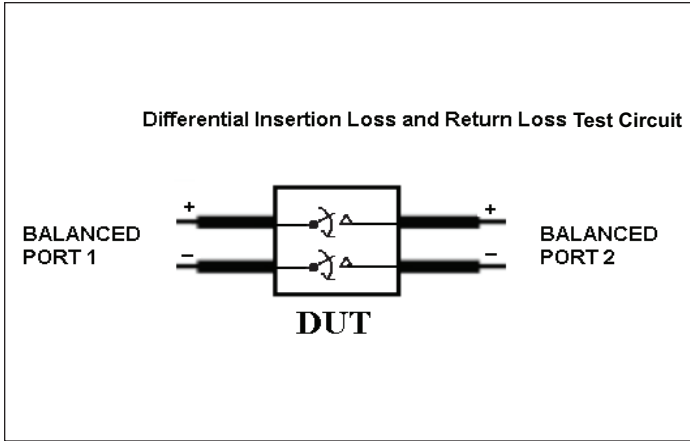 Differential Insertion Loss and Return Loss Test Circuit
+ +
BALANCED
PORT 1
BALANCED
PORT 2
– –
DUT